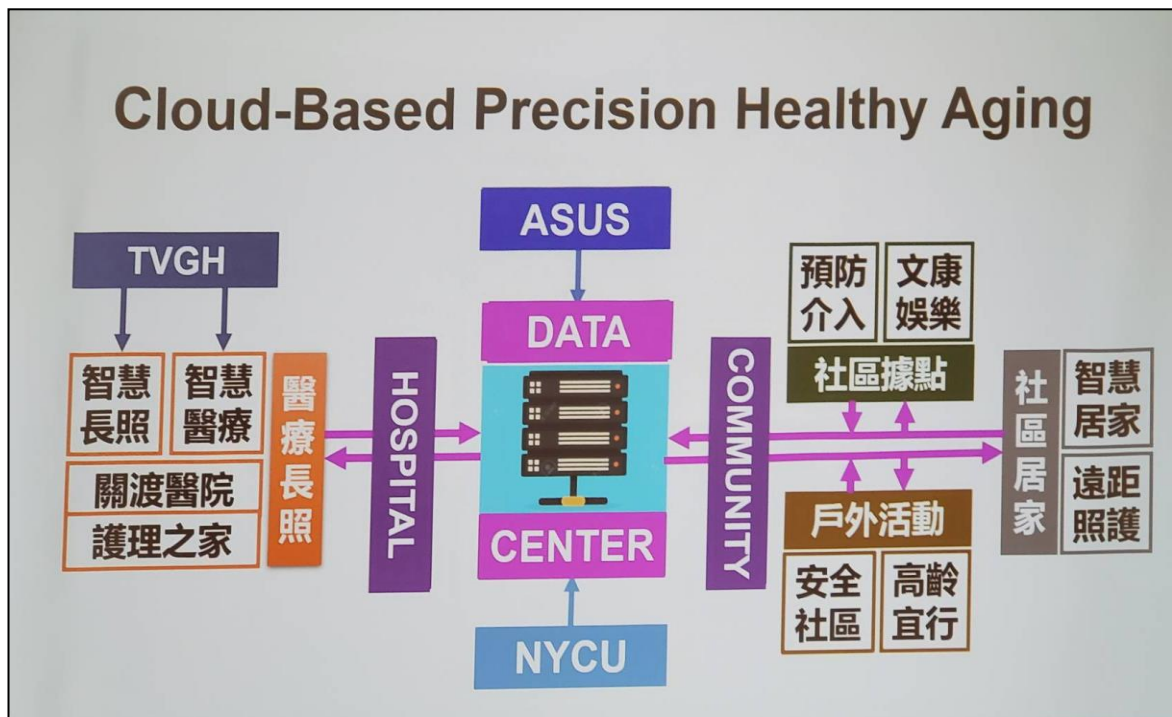 Cloud-Based Precision Healthy Aging
TVGH
智慧
長照
智慧
醫療
關渡醫院
護理之家
醫療長照
HOSPITAL
ASUS
DATA
CENTER
NYCU
COMMUNITY
預防
介入
文康
娛樂
社區據點
戶外活動
安全
社區
高齡
宜行
社區居家
智慧
居家
遠距
照護